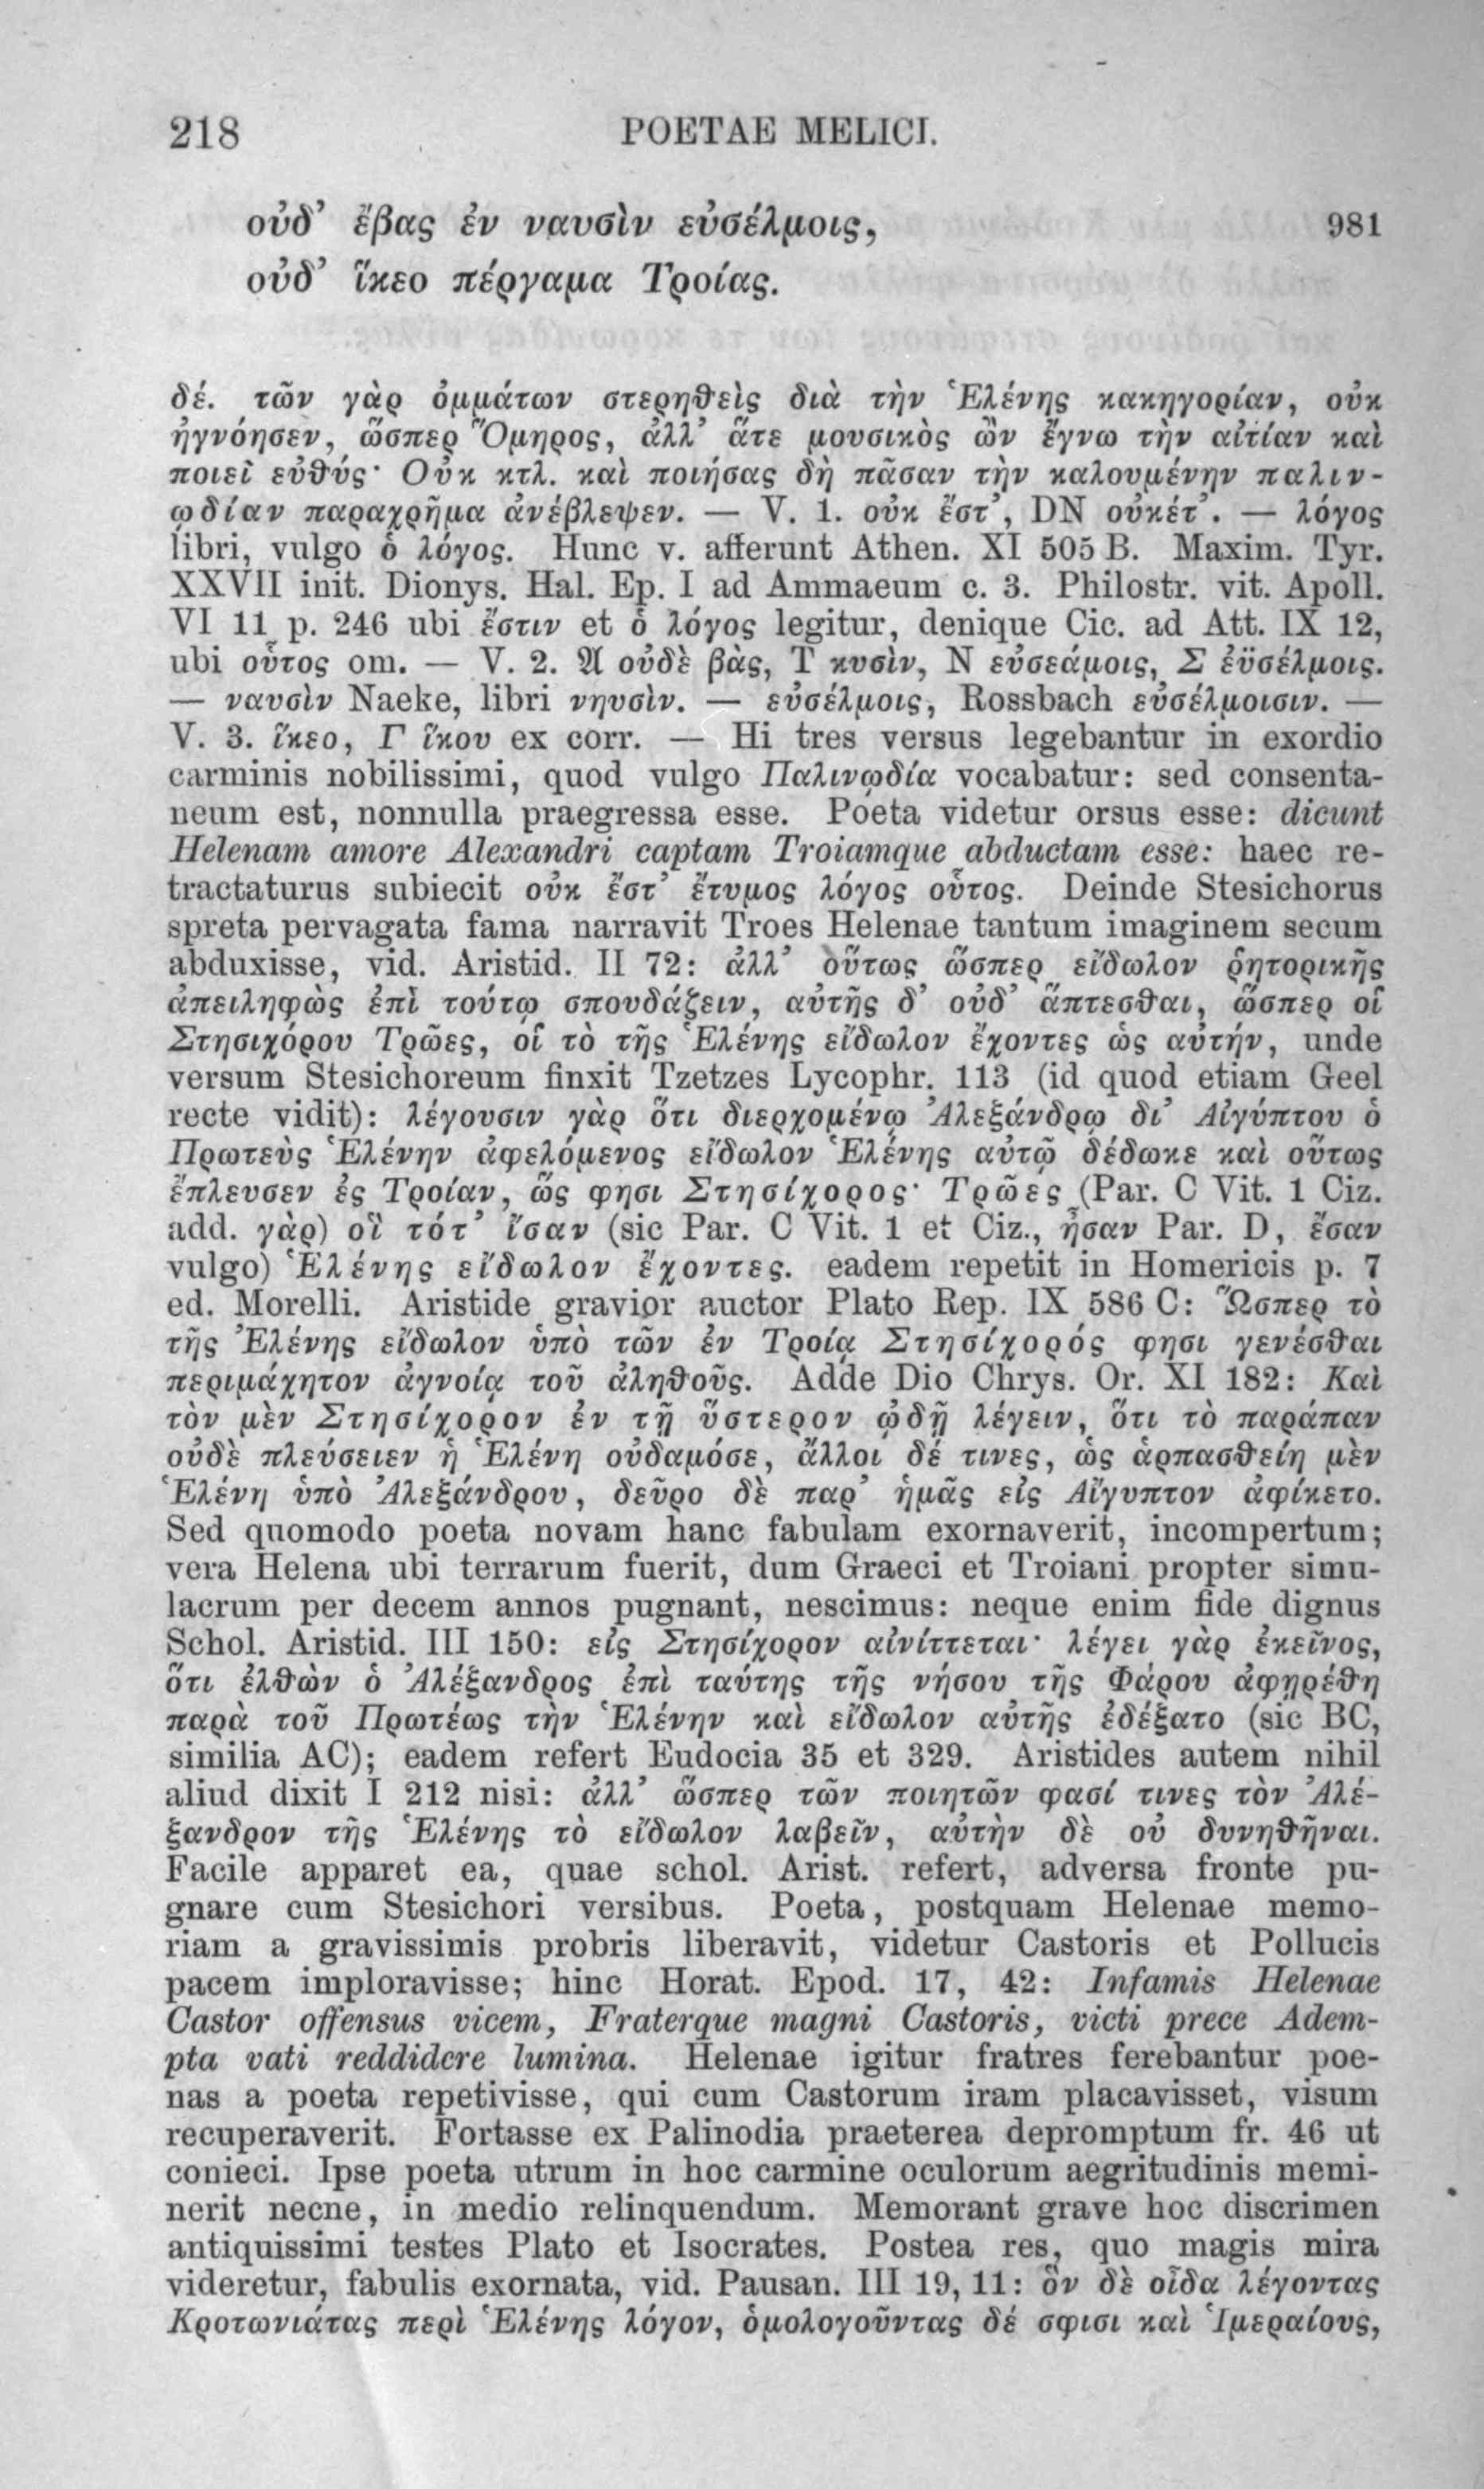 218 POETAE MELICI.
οὐδ’ ἔβας ἐν ναυσὶν εὐσέλμοις, 981
οὐδ’ ἵκεο πέργαμα Τροίας.
δέ. τῶν γὰρ ὀμμάτων στερηθεὶς διὰ τὴν Ἑλένης κακηγορίαν, οὐκ
ἠγνόησεν, ὥσπερ Ὅμηρος, ἀλλ’ ἅτε μουσικὸς ὢν ἔγνω τὴν αἰτίαν καὶ
ποιεῖ εὐθύς· Οὐκ κτλ. καὶ ποιήσας δὴ πᾶσαν τὴν καλουμένην παλιν-
ῳδίαν παραχρῆμα ἀνέβλεψεν. — V. 1. οὐκ ἔστ’, DN οὐκέτ’. — λόγος
libri, vulgo ὁ λόγος. Hunc v. afferunt Athen. XI 505 B. Maxim. Tyr.
XXVII init. Dionys. Hal. Ep. I ad Ammaeum c. 3. Philostr. vit. Apoll.
VI 11 p. 246 ubi ἔστιν et ὁ λόγος legitur, denique Cic. ad Att. IX 12,
ubi οὗτος om. — V. 2. 𝔄 οὐδὲ βὰς, T κυσὶν, N εὐσεάμοις, Σ ἐϋσέλμοις.
— ναυσὶν Naeke, libri νηυσὶν. — εὐσέλμοις, Rossbach εὐσέλμοισιν. —
V. 3. ἵκεο, Γ ἵκου ex corr. — Hi tres versus legebantur in exordio
carminis nobilissimi, quod vulgo Παλινῳδία vocabatur: sed consenta-
neum est, nonnulla praegressa esse. Poeta videtur orsus esse: dicunt
Helenam amore Alexandri captam Troiamque abductam esse: haec re-
tractaturus subiecit οὐκ ἔστ’ ἔτυμος λόγος οὗτος. Deinde Stesichorus
spreta pervagata fama narravit Troes Helenae tantum imaginem secum
abduxisse, vid. Aristid. II 72: ἀλλ’ οὕτως ὥσπερ εἴδωλον ῥητορικῆς
ἀπειληφὼς ἐπὶ τούτῳ σπουδάζειν, αὐτῆς δ’ οὐδ’ ἅπτεσθαι, ὥσπερ οἱ
Στησιχόρου Τρῶες, οἱ τὸ τῆς Ἑλένης εἴδωλον ἔχοντες ὡς αὐτήν, unde
versum Stesichoreum finxit Tzetzes Lycophr. 113 (id quod etiam Geel
recte vidit): λέγουσιν γὰρ ὅτι διερχομένῳ Ἀλεξάνδρῳ δι’ Αἰγύπτου ὁ
Πρωτεὺς Ἑλένην ἀφελόμενος εἴδωλον Ἑλένης αὐτῷ δέδωκε καὶ οὕτως
ἔπλευσεν ἐς Τροίαν, ὥς φησι Στησίχορος· Τρῶες (Par. C Vit. 1 Ciz.
add. γὰρ) οἳ τότ’ ἴσαν (sic Par. C Vit. 1 et Ciz., ἦσαν Par. D, ἔσαν
vulgo) Ἑλένης εἴδωλον ἔχοντες. eadem repetit in Homericis p. 7
ed. Morelli. Aristide gravior auctor Plato Rep. IX 586 C: Ὥσπερ τὸ
τῆς Ἑλένης εἴδωλον ὑπὸ τῶν ἐν Τροίᾳ Στησίχορός φησι γενέσθαι
περιμάχητον ἀγνοίᾳ τοῦ ἀληθοῦς. Adde Dio Chrys. Or. XI 182: Καὶ
τὸν μὲν Στησίχορον ἐν τῇ ὕστερον ᾠδῇ λέγειν, ὅτι τὸ παράπαν
οὐδὲ πλεύσειεν ἡ Ἑλένη οὐδαμόσε, ἄλλοι δέ τινες, ὡς ἁρπασθείη μὲν
Ἑλένη ὑπὸ Ἀλεξάνδρου, δεῦρο δὲ παρ’ ἡμᾶς εἰς Αἴγυπτον ἀφίκετο.
Sed quomodo poeta novam hanc fabulam exornaverit, incompertum;
vera Helena ubi terrarum fuerit, dum Graeci et Troiani propter simu-
lacrum per decem annos pugnant, nescimus: neque enim fide dignus
Schol. Aristid. III 150: εἰς Στησίχορον αἰνίττεται· λέγει γὰρ ἐκεῖνος,
ὅτι ἐλθὼν ὁ Ἀλέξανδρος ἐπὶ ταύτης τῆς νήσου τῆς Φάρου ἀφῃρέθη
παρὰ τοῦ Πρωτέως τὴν Ἑλένην καὶ εἴδωλον αὐτῆς ἐδέξατο (sic BC,
similia AC); eadem refert Eudocia 35 et 329. Aristides autem nihil
aliud dixit I 212 nisi: ἀλλ’ ὥσπερ τῶν ποιητῶν φασί τινες τὸν Ἀλέ-
ξανδρον τῆς Ἑλένης τὸ εἴδωλον λαβεῖν, αὐτὴν δὲ οὐ δυνηθῆναι.
Facile apparet ea, quae schol. Arist. refert, adversa fronte pu-
gnare cum Stesichori versibus. Poeta, postquam Helenae memo-
riam a gravissimis probris liberavit, videtur Castoris et Pollucis
pacem imploravisse; hinc Horat. Epod. 17, 42: Infamis Helenae
Castor offensus vicem, Fraterque magni Castoris, victi prece Adem-
pta vati reddidere lumina. Helenae igitur fratres ferebantur poe-
nas a poeta repetivisse, qui cum Castorum iram placavisset, visum
recuperaverit. Fortasse ex Palinodia praeterea depromptum fr. 46 ut
conieci. Ipse poeta utrum in hoc carmine oculorum aegritudinis memi-
nerit necne, in medio relinquendum. Memorant grave hoc discrimen
antiquissimi testes Plato et Isocrates. Postea res, quo magis mira
videretur, fabulis exornata, vid. Pausan. III 19, 11: ὃν δὲ οἶδα λέγοντας
Κροτωνιάτας περὶ Ἑλένης λόγον, ὁμολογοῦντας δέ σφισι καὶ Ἱμεραίους,